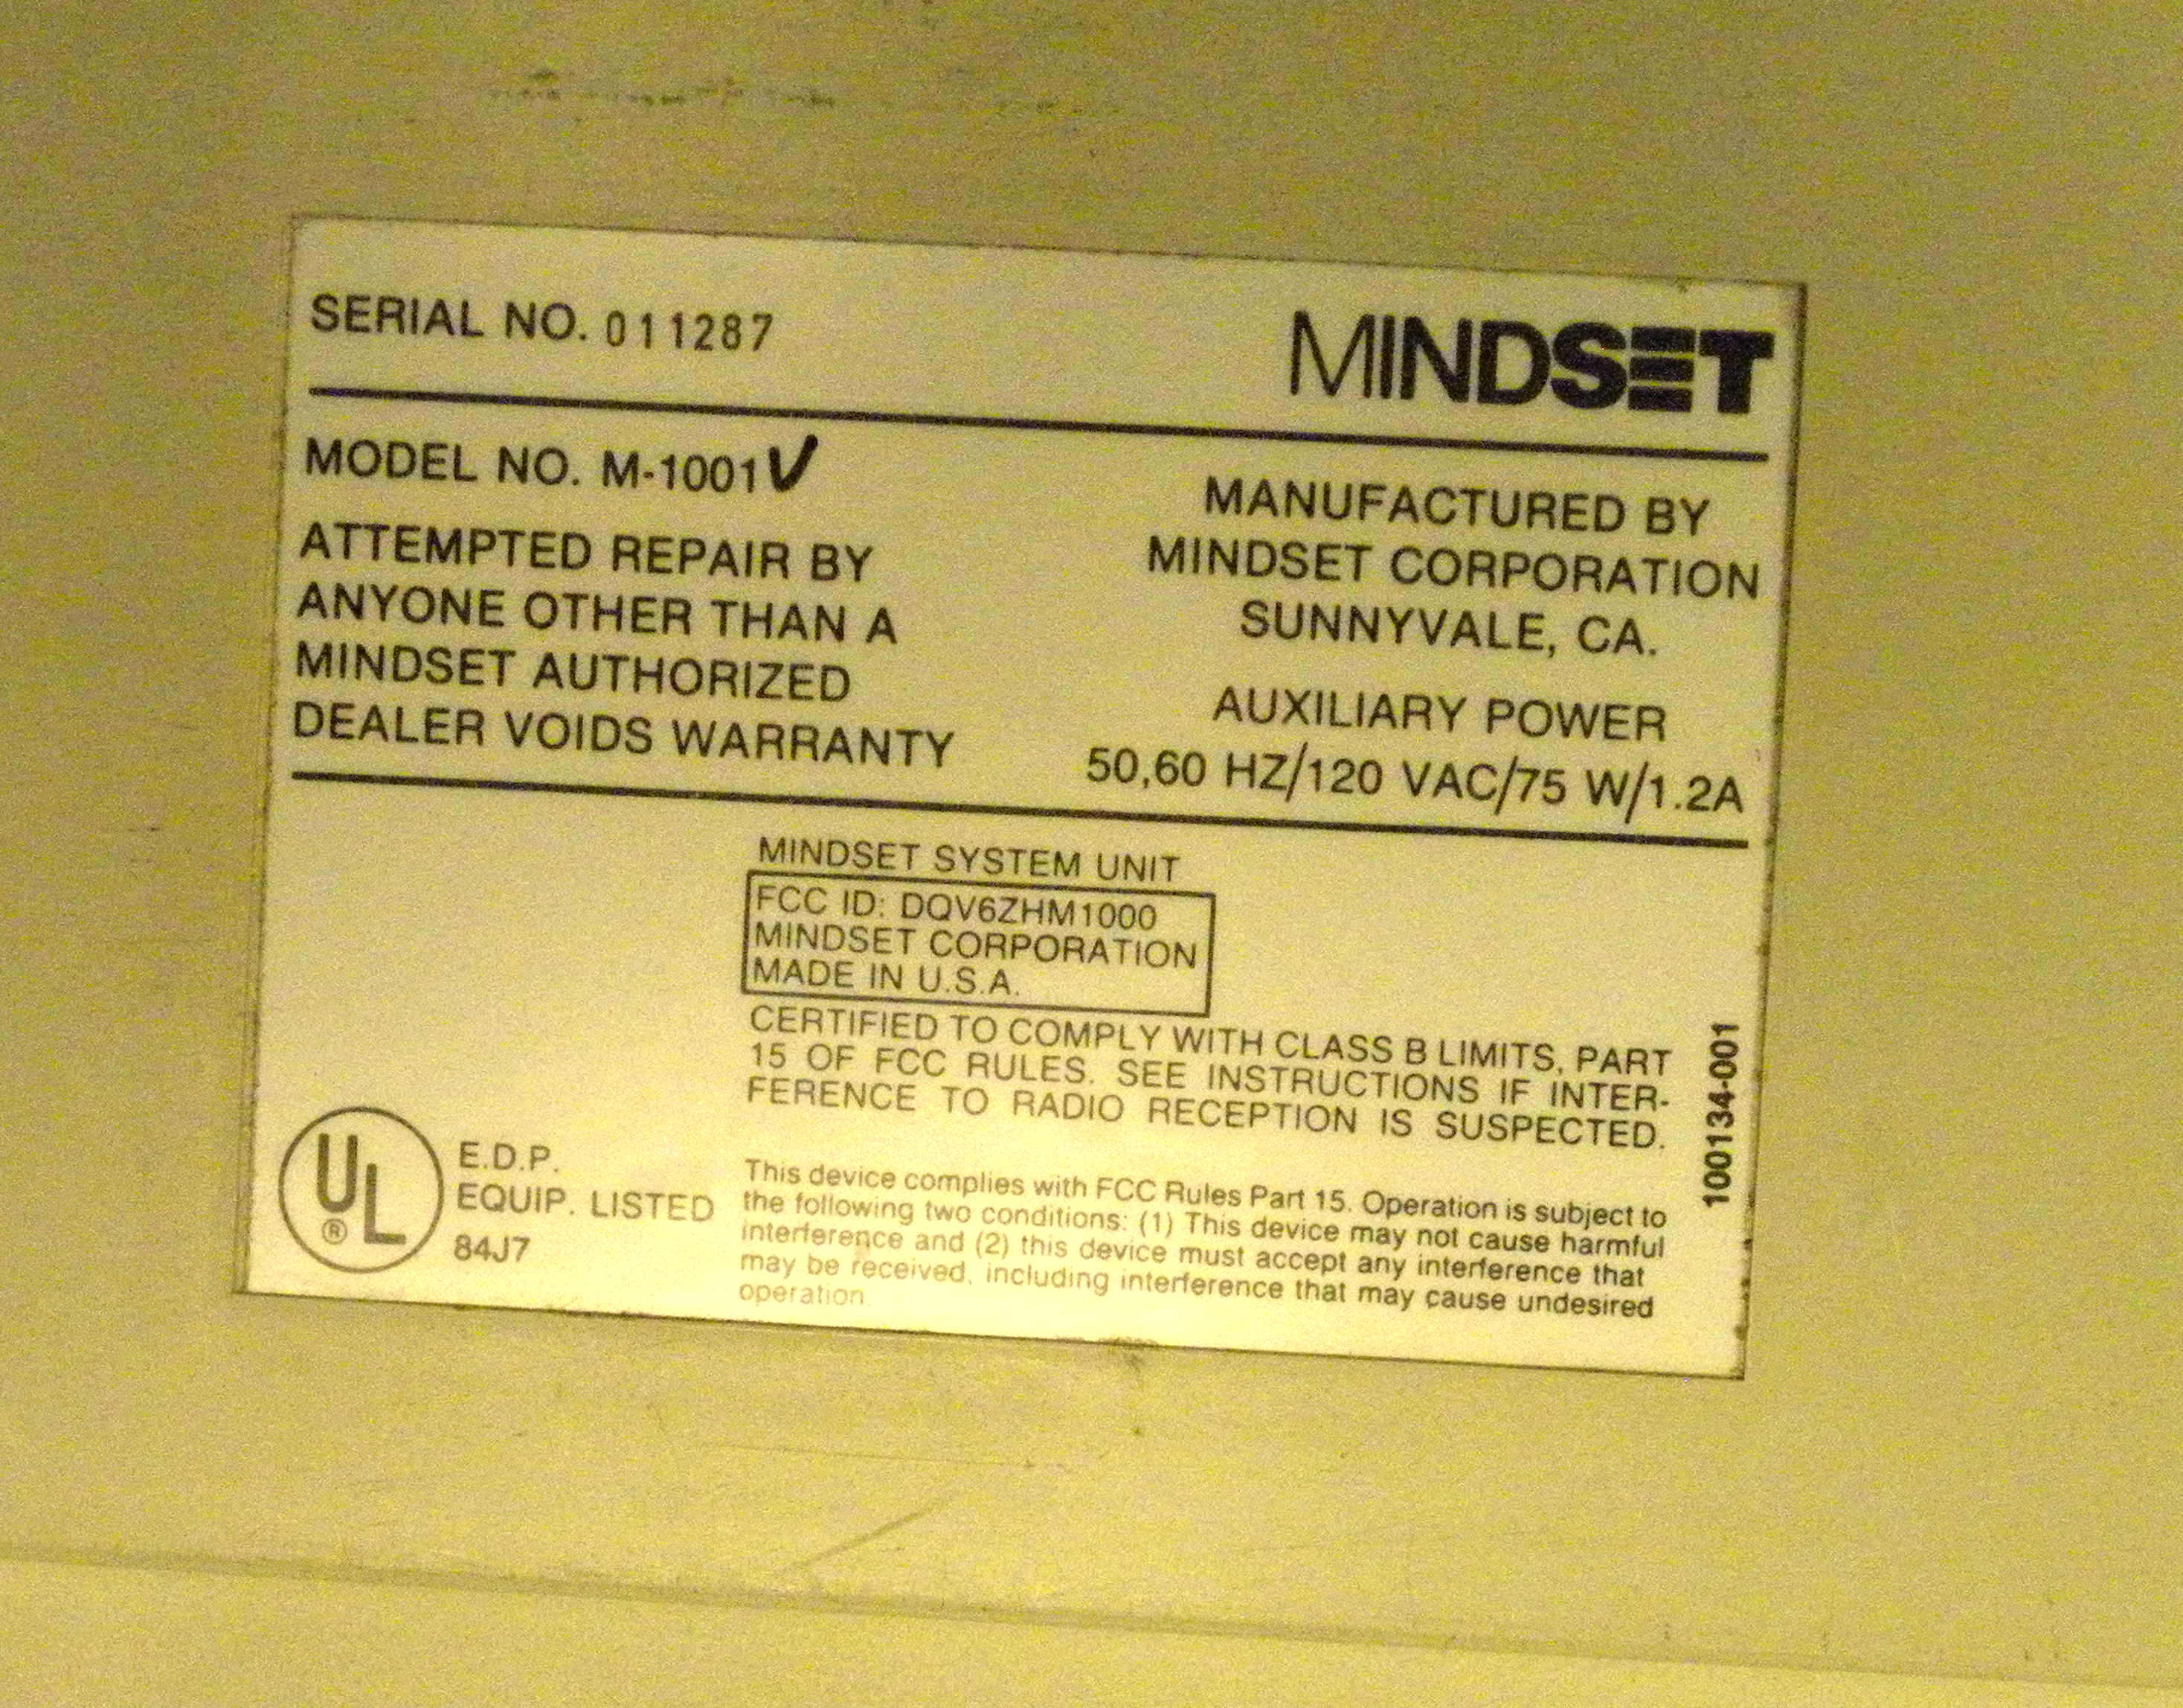 SERIAL NO. 011287
MINDSET
MODEL NO. M-1001V
ATTEMPTED REPAIR BY
ANYONE OTHER THAN A
MINDSET AUTHORIZED
DEALER VOIDS WARRANTY
MANUFACTURED BY
MINDSET CORPORATION
SUNNYVALE, CA.
AUXILIARY POWER
50,60 HZ/120 VAC/75 W/1.2A
MINDSET SYSTEM UNIT
FCC ID: DQV6ZHM1000
MINDSET CORPORATION
MADE IN U.S.A.
CERTIFIED TO COMPLY WITH CLASS B LIMITS, PART
15 OF FCC RULES. SEE INSTRUCTIONS IF INTER-
FERENCE TO RADIO RECEPTION IS SUSPECTED.
This device complies with FCC Rules Part 15. Operation is subject to
the following two conditions: (1) This device may not cause harmful
interference and (2) this device must accept any interference that
may be received, including interference that may cause undesired
operation.
UL
®
E.D.P.
EQUIP. LISTED
84J7
100134-001